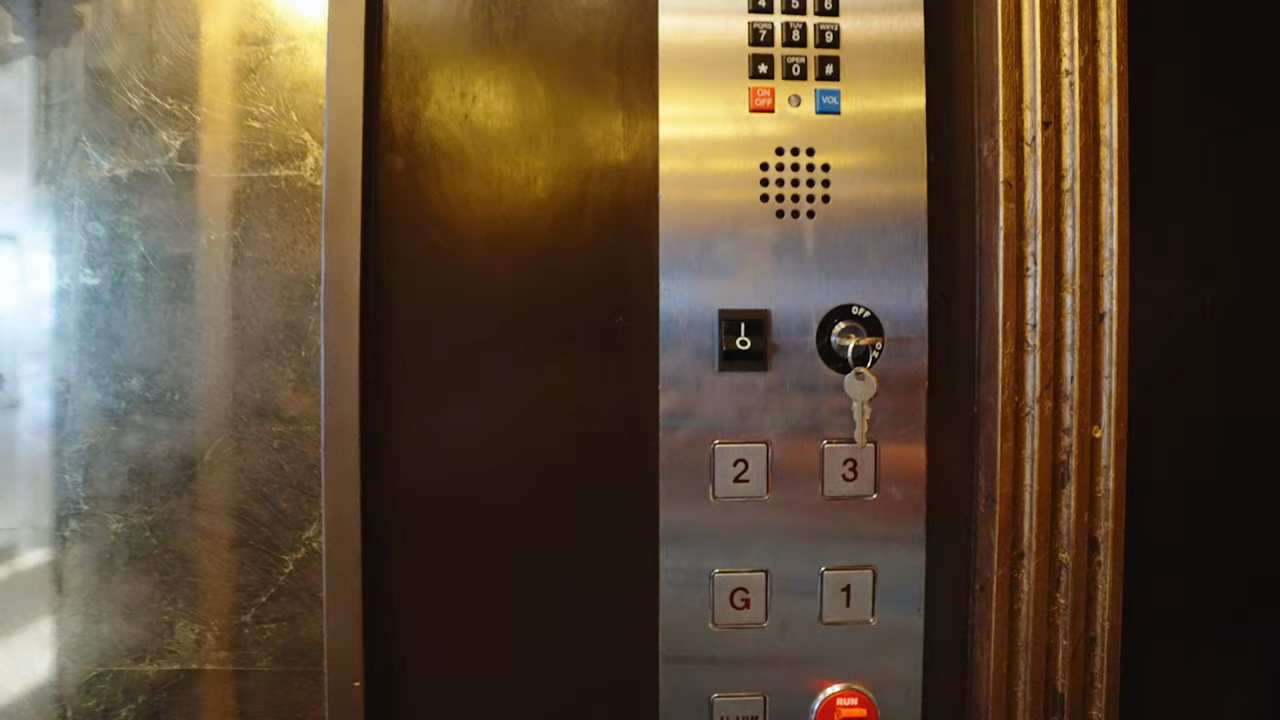 4 5 6
PQRS TUV WXYZ
7 8 9
OPER
* 0 #
ON OFF VOL
OFF
ON
2 3
G 1
RUN